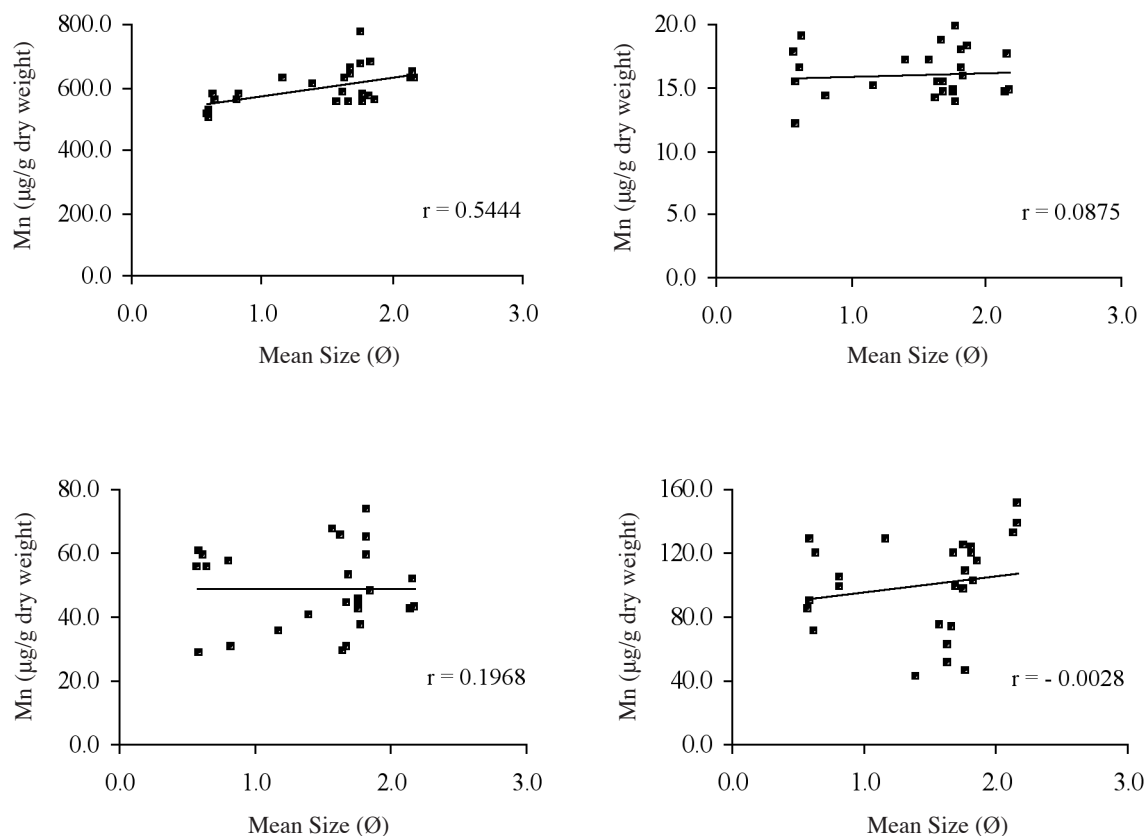 Mn (µg/g dry weight)
800.0
600.0
400.0
200.0
0.0
r = 0.5444
0.0 1.0 2.0 3.0
Mean Size (Ø)
Mn (µg/g dry weight)
20.0
15.0
10.0
5.0
0.0
r = 0.0875
0.0 1.0 2.0 3.0
Mean Size (Ø)
Mn (µg/g dry weight)
80.0
60.0
40.0
20.0
0.0
r = 0.1968
0.0 1.0 2.0 3.0
Mean Size (Ø)
Mn (µg/g dry weight)
160.0
120.0
80.0
40.0
0.0
r = - 0.0028
0.0 1.0 2.0 3.0
Mean Size (Ø)